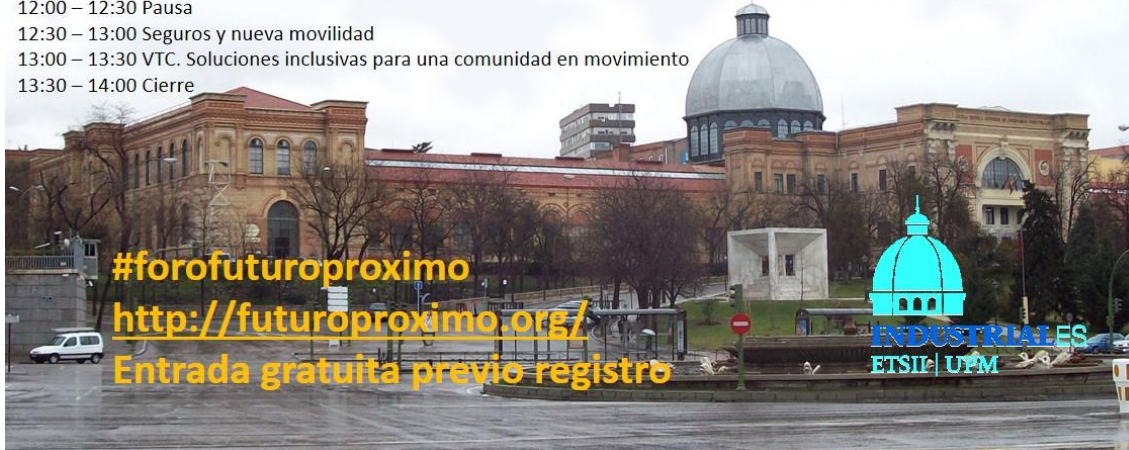 12:00 – 12:30 Pausa
12:30 – 13:00 Seguros y nueva movilidad
13:00 – 13:30 VTC. Soluciones inclusivas para una comunidad en movimiento
13:30 – 14:00 Cierre
#forofuturoproximo
http://futuroproximo.org/
Entrada gratuita previo registro
INDUSTRIALES
ETSII | UPM